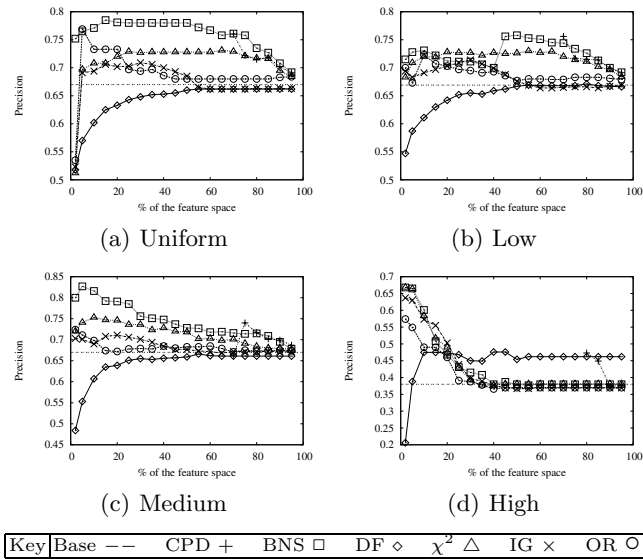 0.8
0.75
0.7
0.65
0.6
0.55
0.5
0 20 40 60 80 100
Precision
% of the feature space
(a) Uniform
0.8
0.75
0.7
0.65
0.6
0.55
0.5
0 20 40 60 80 100
Precision
% of the feature space
(b) Low
0.85
0.8
0.75
0.7
0.65
0.6
0.55
0.5
0.45
0 20 40 60 80 100
Precision
% of the feature space
(c) Medium
0.7
0.65
0.6
0.55
0.5
0.45
0.4
0.35
0.3
0.25
0.2
0 20 40 60 80 100
Precision
% of the feature space
(d) High
Key Base −− CPD + BNS □ DF ◇ χ² △ IG × OR ○